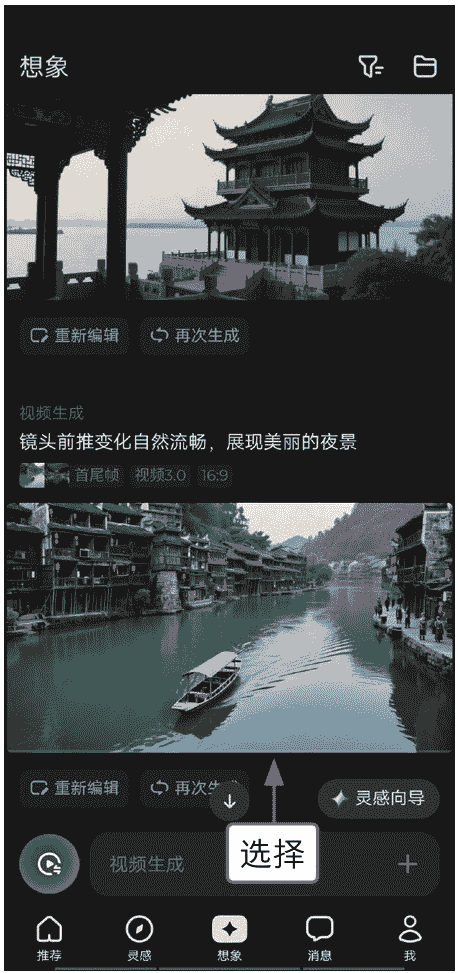 想象
重新编辑
再次生成
视频生成
镜头前推变化自然流畅，展现美丽的夜景
首尾帧 视频3.0 16:9
重新编辑
再次生成
灵感向导
选择
视频生成
推荐 灵感 想象 消息 我